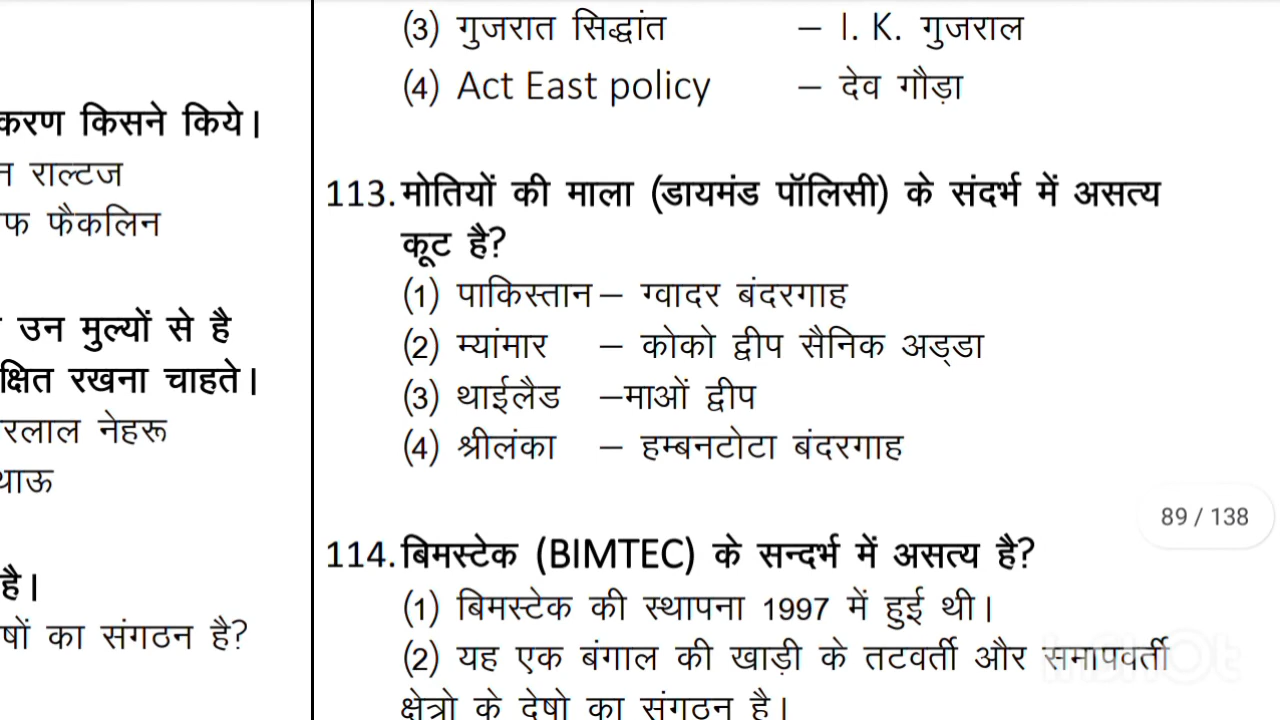 करण किसने किये।
न राल्टज
फ फैकलिन
उन मुल्यों से है
क्षित रखना चाहते।
रलाल नेहरू
थाऊ
है।
षों का संगठन है?
(3) गुजरात सिद्धांत – I. K. गुजराल
(4) Act East policy – देव गौड़ा
113. मोतियों की माला (डायमंड पॉलिसी) के संदर्भ में असत्य
कूट है?
(1) पाकिस्तान – ग्वादर बंदरगाह
(2) म्यांमार – कोको द्वीप सैनिक अड्डा
(3) थाईलैड –माओं द्वीप
(4) श्रीलंका – हम्बनटोटा बंदरगाह
89 / 138
114. बिमस्टेक (BIMTEC) के सन्दर्भ में असत्य है?
(1) बिमस्टेक की स्थापना 1997 में हुई थी।
(2) यह एक बंगाल की खाड़ी के तटवर्ती और समापवर्ती
क्षेत्रो के देषो का संगठन है।